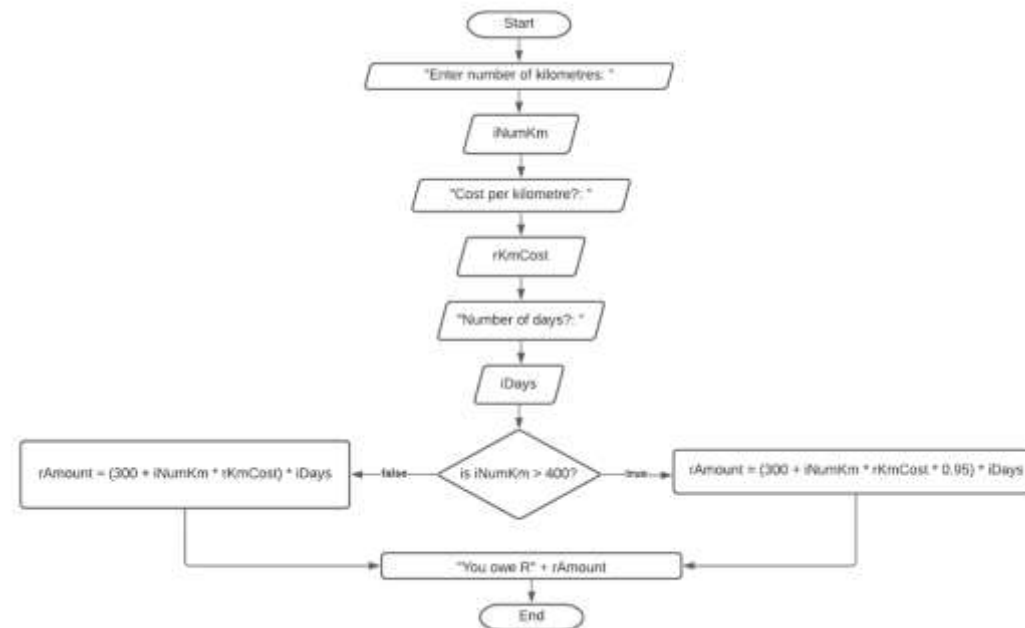 Start
"Enter number of kilometres: "
iNumKm
"Cost per kilometre?: "
rKmCost
"Number of days?: "
iDays
rAmount = (300 + iNumKm * rKmCost) * iDays
false
is iNumKm > 400?
true
rAmount = (300 + iNumKm * rKmCost * 0.95) * iDays
"You owe R" + rAmount
End